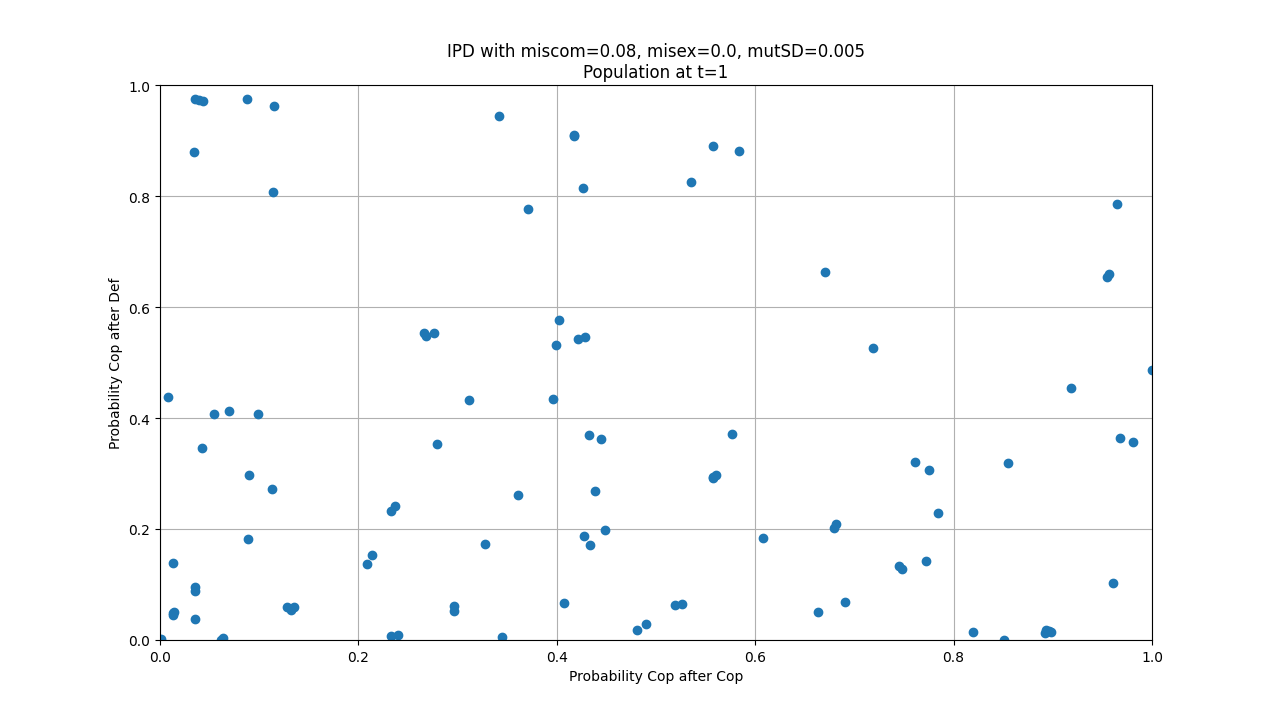 IPD with miscom=0.08, misex=0.0, mutSD=0.005
Population at t=1
1.0
0.8
0.6
0.4
0.2
0.0
Probability Cop after Def
0.0 0.2 0.4 0.6 0.8 1.0
Probability Cop after Cop